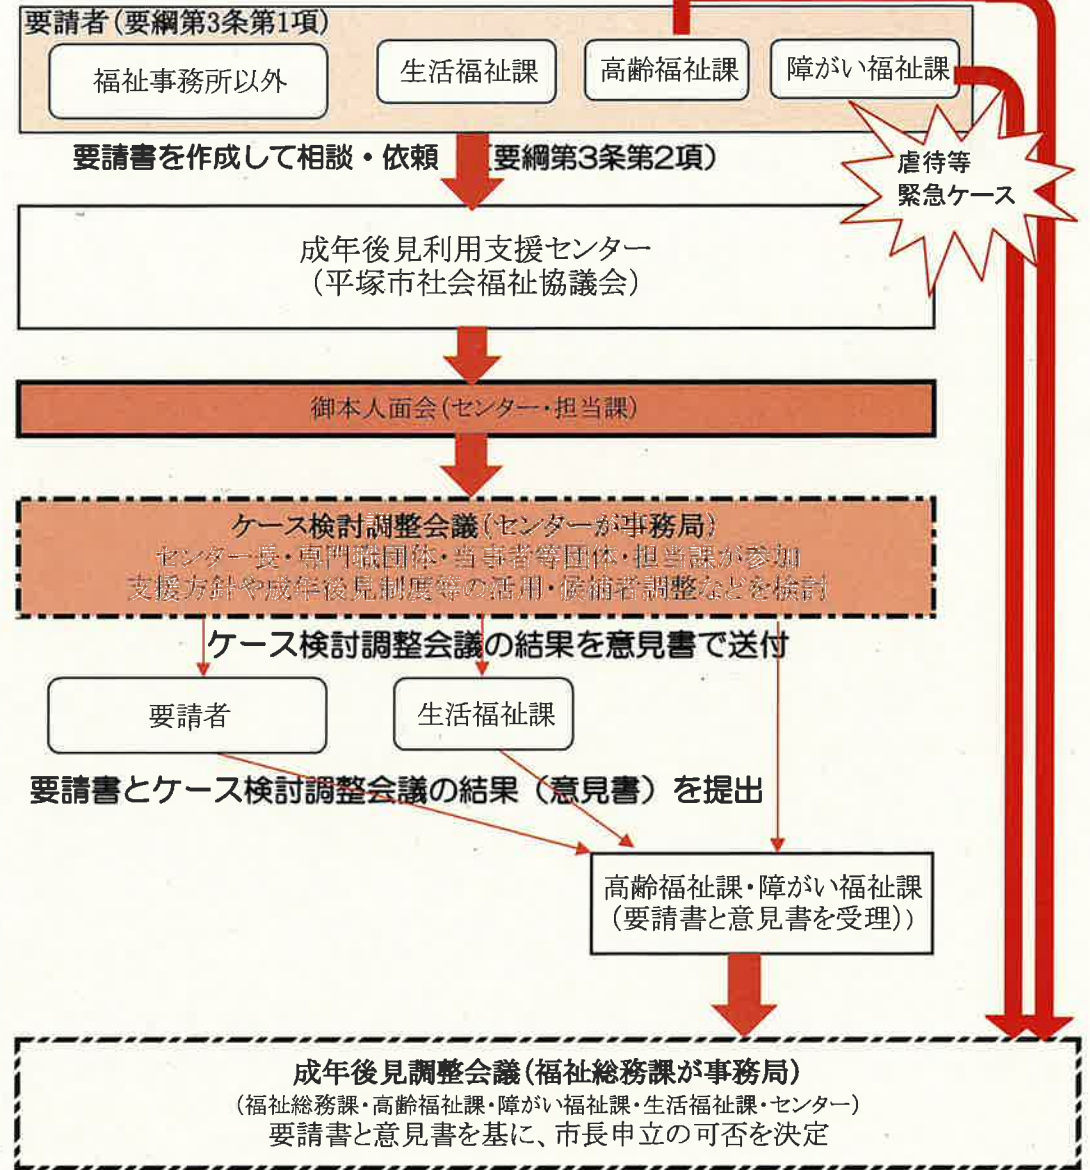 要請者(要綱第3条第1項)
福祉事務所以外
生活福祉課
高齢福祉課
障がい福祉課
要請書を作成して相談・依頼 (要綱第3条第2項)
虐待等
緊急ケース
成年後見利用支援センター
(平塚市社会福祉協議会)
御本人面会(センター・担当課)
ケース検討調整会議(センターが事務局)
センター長・専門職団体・当事者等団体・担当課が参加
支援方針や成年後見制度等の活用・候補者調整などを検討
ケース検討調整会議の結果を意見書で送付
要請者
生活福祉課
要請書とケース検討調整会議の結果（意見書）を提出
高齢福祉課・障がい福祉課
(要請書と意見書を受理))
成年後見調整会議(福祉総務課が事務局)
(福祉総務課・高齢福祉課・障がい福祉課・生活福祉課・センター)
要請書と意見書を基に、市長申立の可否を決定